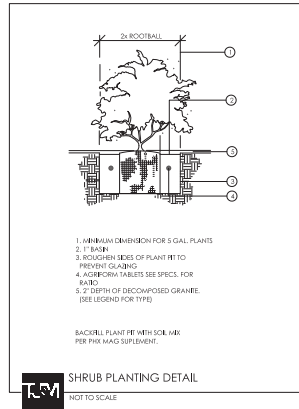 2x ROOTBALL
1
2
5
3
4
1. MINIMUM DIMENSION FOR 5 GAL. PLANTS
2. 1" BASIN
3. ROUGHEN SIDES OF PLANT PIT TO
PREVENT GLAZING
4. AGRIFORM TABLETS SEE SPECS. FOR
RATIO
5. 2" DEPTH OF DECOMPOSED GRANITE.
(SEE LEGEND FOR TYPE)
BACKFILL PLANT PIT WITH SOIL MIX
PER PHX MAG SUPLEMENT.
SHRUB PLANTING DETAIL
NOT TO SCALE